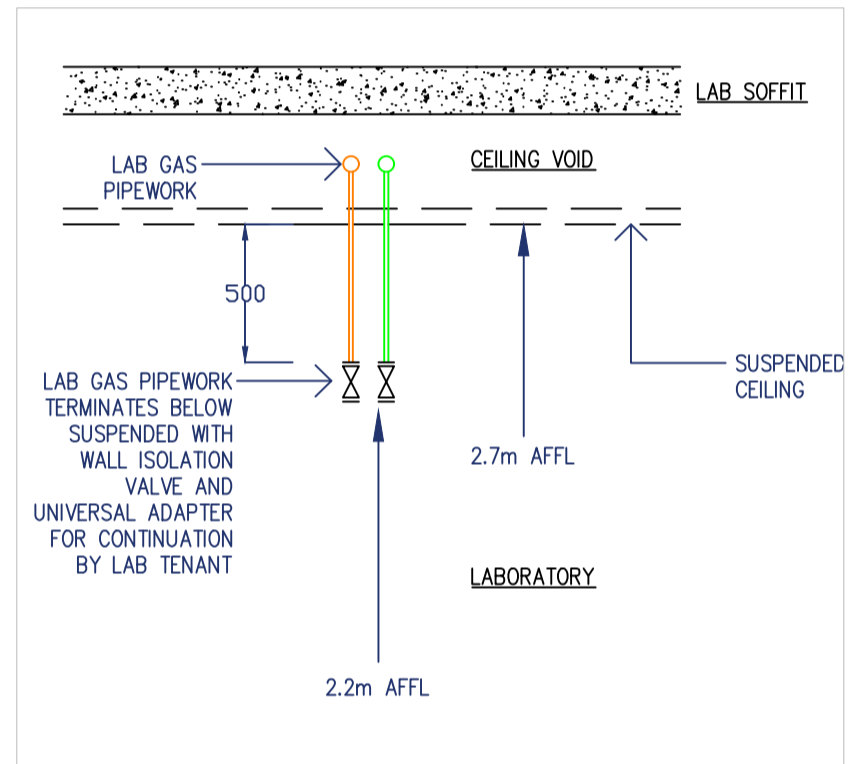 LAB SOFFIT
CEILING VOID
LAB GAS
PIPEWORK
500
SUSPENDED
CEILING
LAB GAS PIPEWORK
TERMINATES BELOW
SUSPENDED WITH
WALL ISOLATION
VALVE AND
UNIVERSAL ADAPTER
FOR CONTINUATION
BY LAB TENANT
2.7m AFFL
LABORATORY
2.2m AFFL